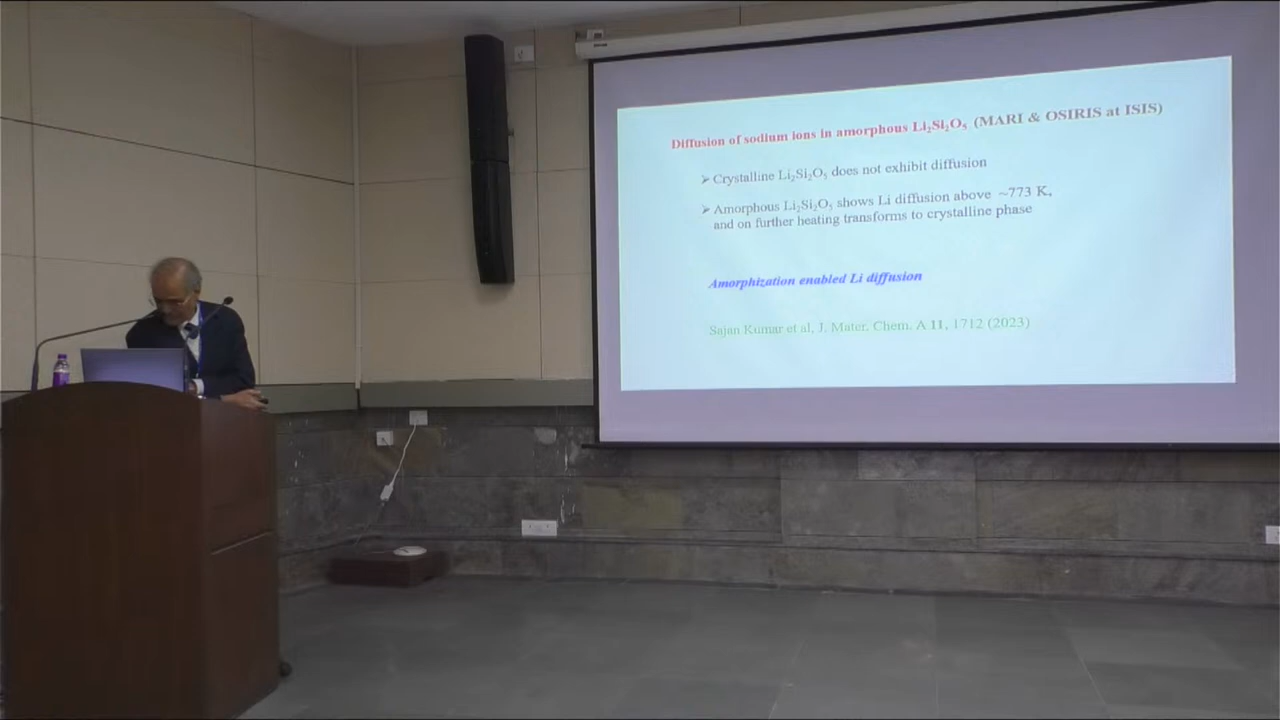 Diffusion of sodium ions in amorphous Li₂Si₂O₅ (MARI & OSIRIS at ISIS)
➢ Crystalline Li₂Si₂O₅ does not exhibit diffusion
➢ Amorphous Li₂Si₂O₅ shows Li diffusion above ~773 K,
and on further heating transforms to crystalline phase
Amorphization enabled Li diffusion
Sajan Kumar et al, J. Mater. Chem. A 11, 1712 (2023)